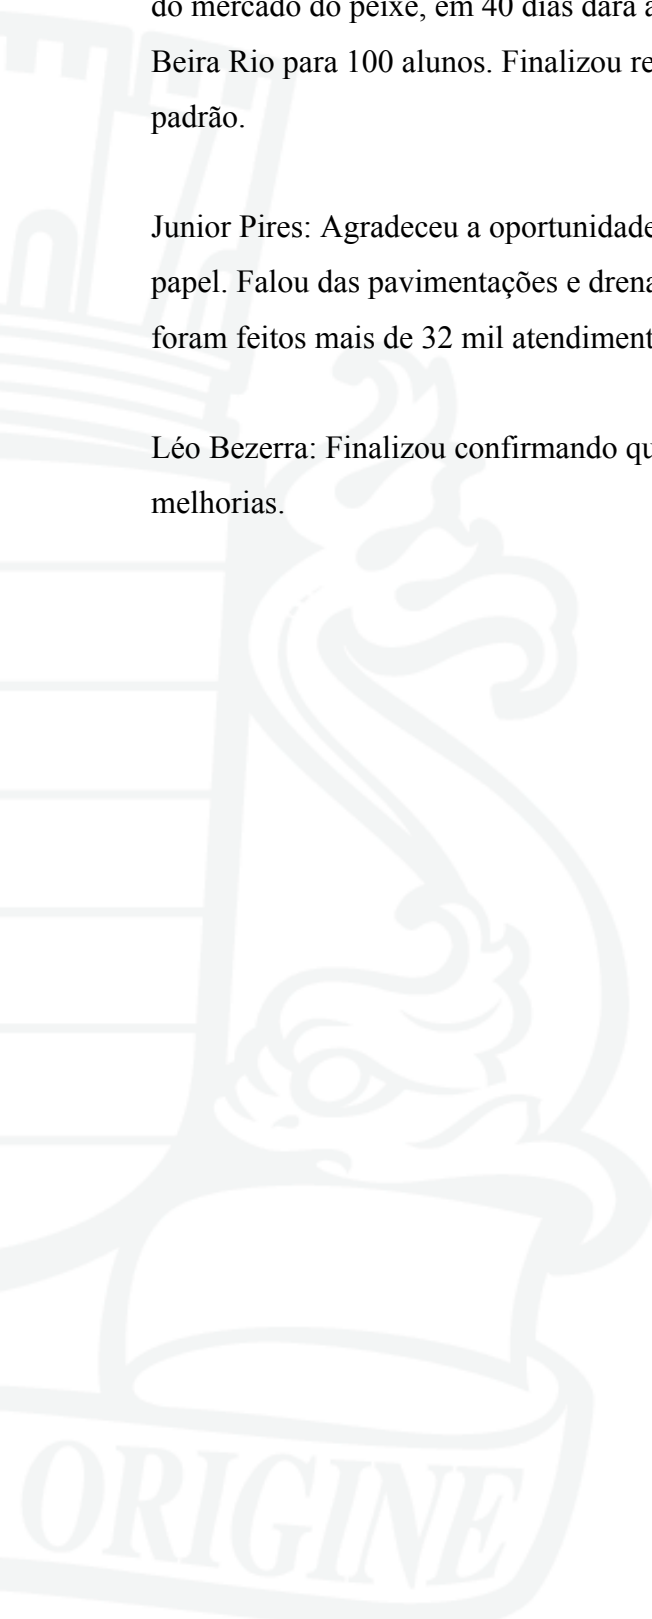 do mercado do peixe, em 40 dias dará a
Beira Rio para 100 alunos. Finalizou re
padrão.
Junior Pires: Agradeceu a oportunidade
papel. Falou das pavimentações e drena
foram feitos mais de 32 mil atendiment
Léo Bezerra: Finalizou confirmando qu
melhorias.
ORIGINE